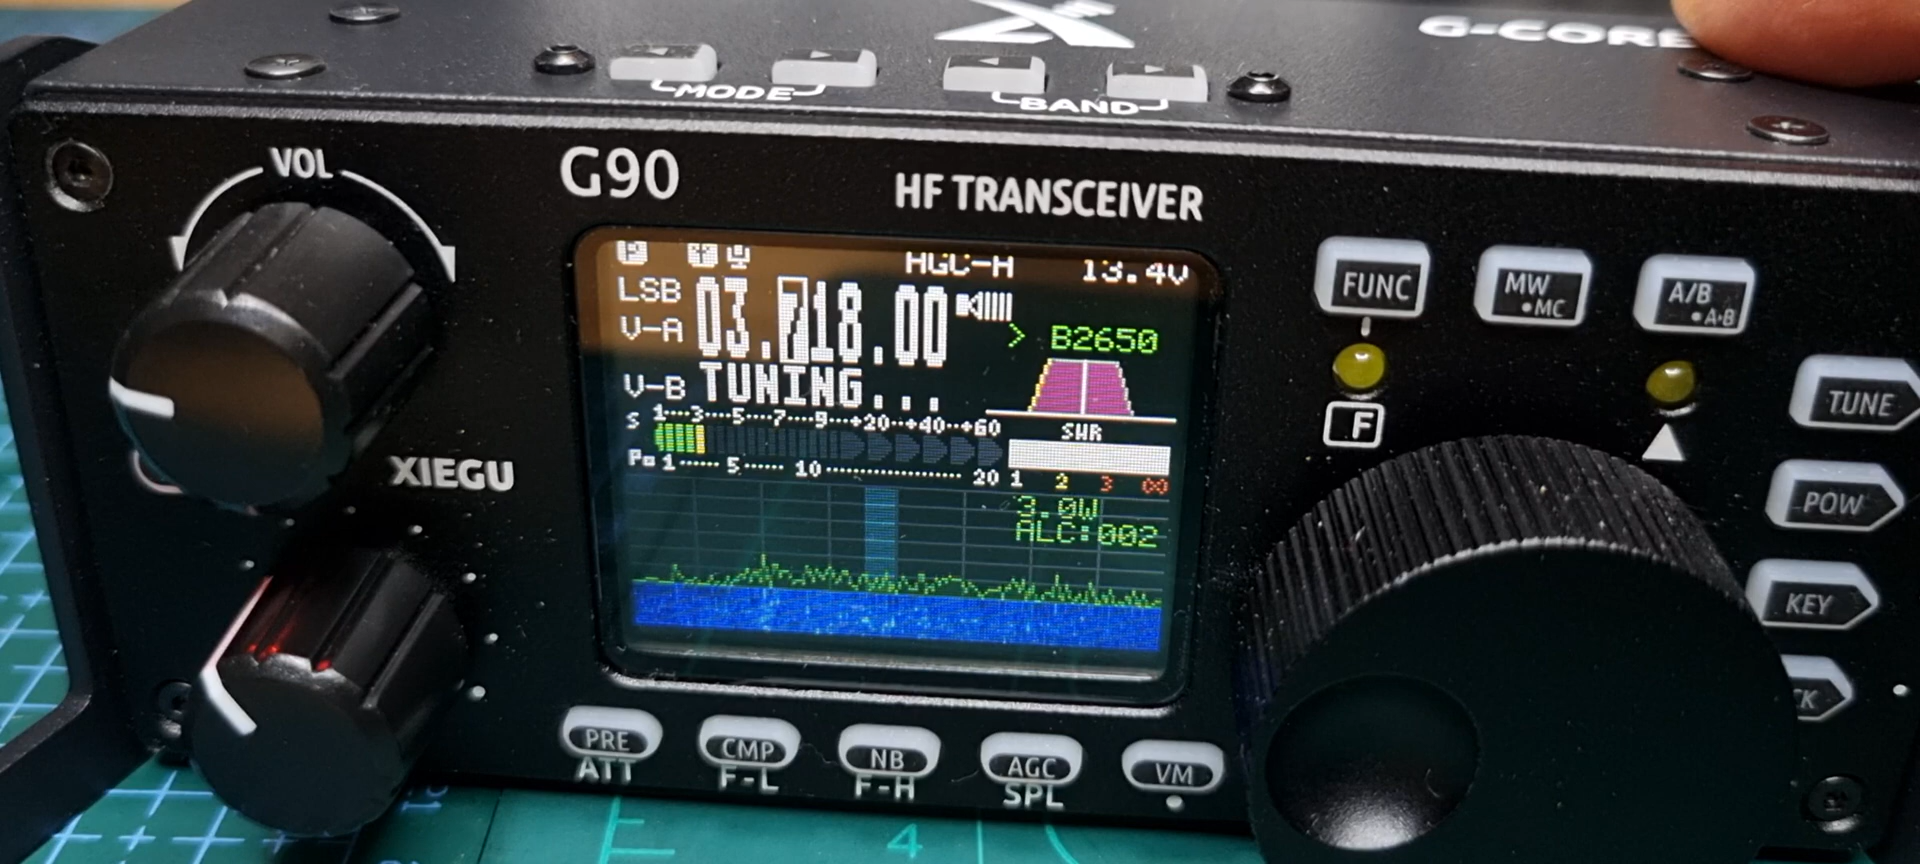 G-CORE
MODE
BAND
VOL
G90
HF TRANSCEIVER
AGC-H 13.4V
LSB 03.718.00
V-A
> B2650
V-B TUNING...
S 1 3 5 7 9 +20 +40 +60
SWR
Po 1 5 10 20
1 2 3 ∞
3.0W
ALC:002
XIEGU
FUNC
MW
•MC
A/B
•A›B
F
TUNE
POW
KEY
CK
PRE
CMP
NB
AGC
VM
ATT
F-L
F-H
SPL
4